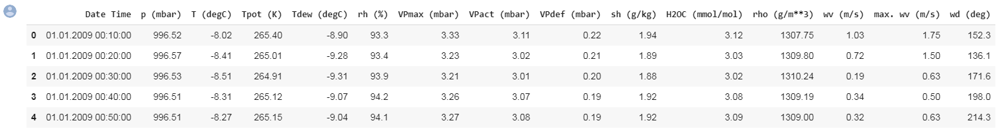 Date Time p (mbar) T (degC) Tpot (K) Tdew (degC) rh (%) VPmax (mbar) VPact (mbar) VPdef (mbar) sh (g/kg) H2OC (mmol/mol) rho (g/m**3) wv (m/s) max. wv (m/s) wd (deg)
0 01.01.2009 00:10:00 996.52 -8.02 265.40 -8.90 93.3 3.33 3.11 0.22 1.94 3.12 1307.75 1.03 1.75 152.3
1 01.01.2009 00:20:00 996.57 -8.41 265.01 -9.28 93.4 3.23 3.02 0.21 1.89 3.03 1309.80 0.72 1.50 136.1
2 01.01.2009 00:30:00 996.53 -8.51 264.91 -9.31 93.9 3.21 3.01 0.20 1.88 3.02 1310.24 0.19 0.63 171.6
3 01.01.2009 00:40:00 996.51 -8.31 265.12 -9.07 94.2 3.26 3.07 0.19 1.92 3.08 1309.19 0.34 0.50 198.0
4 01.01.2009 00:50:00 996.51 -8.27 265.15 -9.04 94.1 3.27 3.08 0.19 1.92 3.09 1309.00 0.32 0.63 214.3